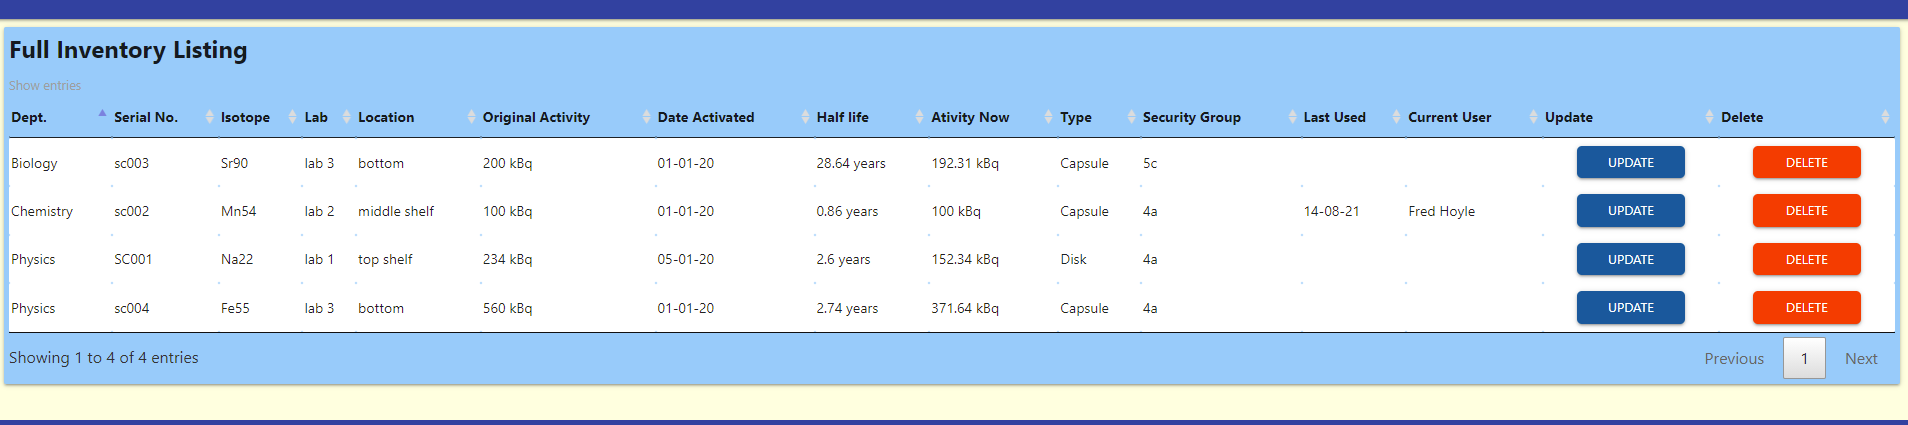 Full Inventory Listing
Show entries
Dept. Serial No. Isotope Lab Location Original Activity Date Activated Half life Ativity Now Type Security Group Last Used Current User Update Delete
Biology sc003 Sr90 lab 3 bottom 200 kBq 01-01-20 28.64 years 192.31 kBq Capsule 5c UPDATE DELETE
Chemistry sc002 Mn54 lab 2 middle shelf 100 kBq 01-01-20 0.86 years 100 kBq Capsule 4a 14-08-21 Fred Hoyle UPDATE DELETE
Physics SC001 Na22 lab 1 top shelf 234 kBq 05-01-20 2.6 years 152.34 kBq Disk 4a UPDATE DELETE
Physics sc004 Fe55 lab 3 bottom 560 kBq 01-01-20 2.74 years 371.64 kBq Capsule 4a UPDATE DELETE
Showing 1 to 4 of 4 entries Previous 1 Next